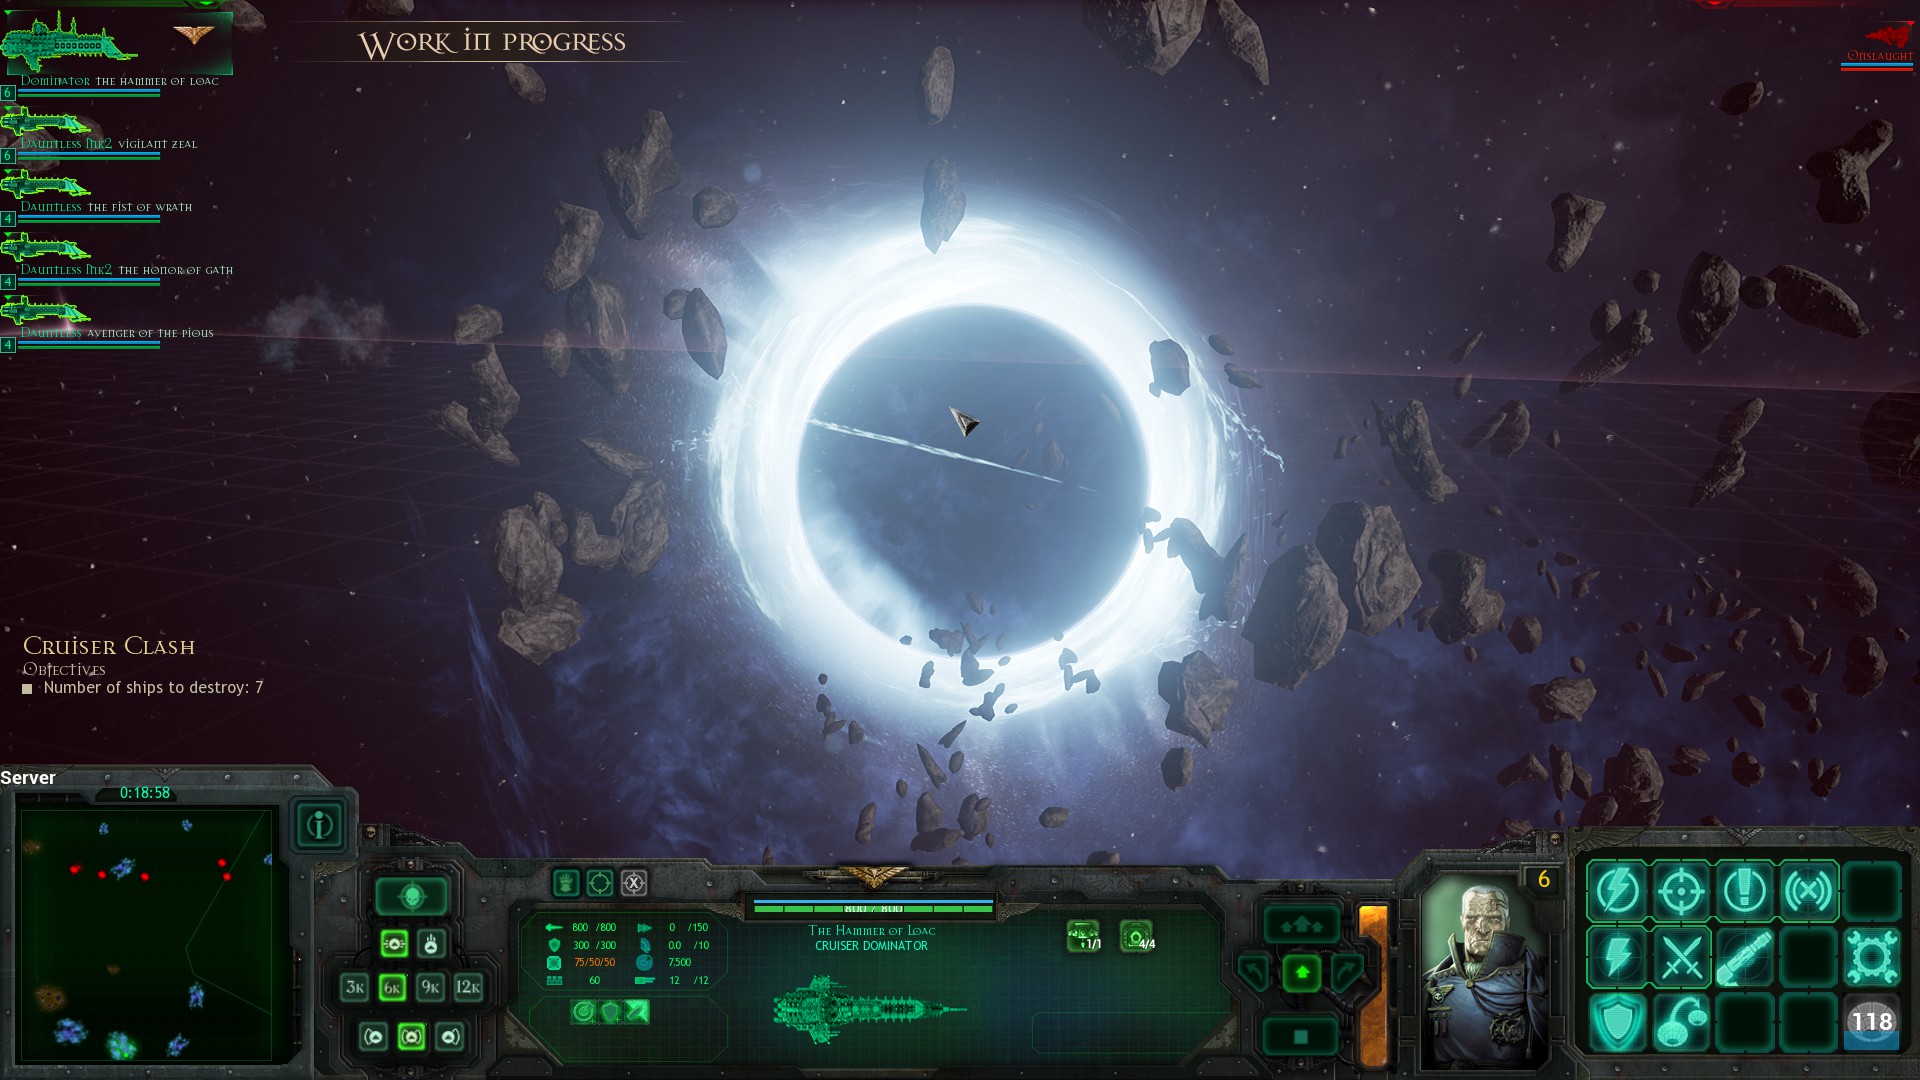 Work in progress
Dominator the hammer of loac
6
Dauntless Mk2 vigilant zeal
6
Dauntless the fist of wrath
4
Dauntless Mk2 the honor of gath
4
Dauntless avenger of the pious
4
Onslaught
Cruiser Clash
Objectives
Number of ships to destroy: 7
Server
0:18:58
3K 6K 9K 12K
X
800 / 800
800 /800 0 /150
300 /300 0.0 /10
75/50/50 7,500
60 12 /12
The Hammer of Loac
CRUISER DOMINATOR
1/1 4/4
6
118